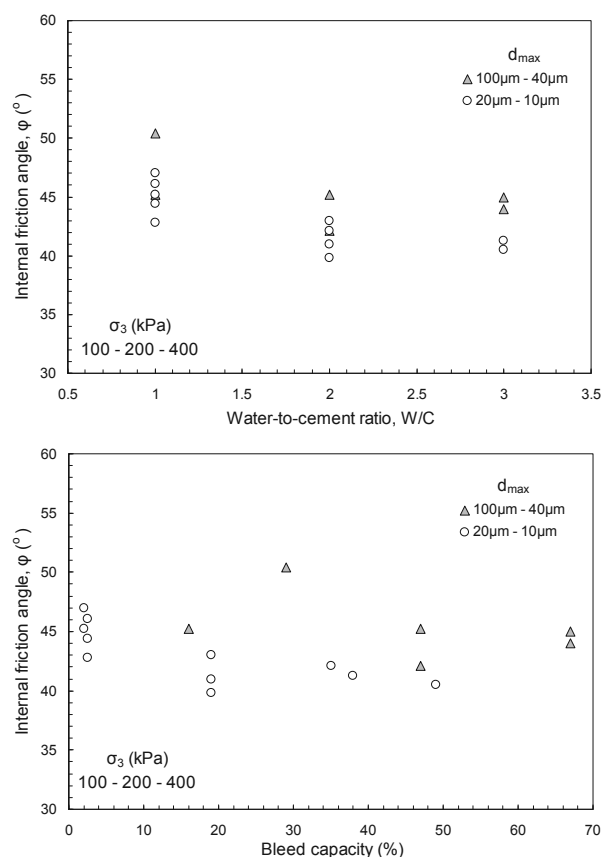 60
55
50
45
40
35
30
Internal friction angle, φ (°)
d_max
100μm - 40μm
20μm - 10μm
σ₃ (kPa)
100 - 200 - 400
0.5 1 1.5 2 2.5 3 3.5
Water-to-cement ratio, W/C
60
55
50
45
40
35
30
Internal friction angle, φ (°)
d_max
100μm - 40μm
20μm - 10μm
σ₃ (kPa)
100 - 200 - 400
0 10 20 30 40 50 60 70
Bleed capacity (%)